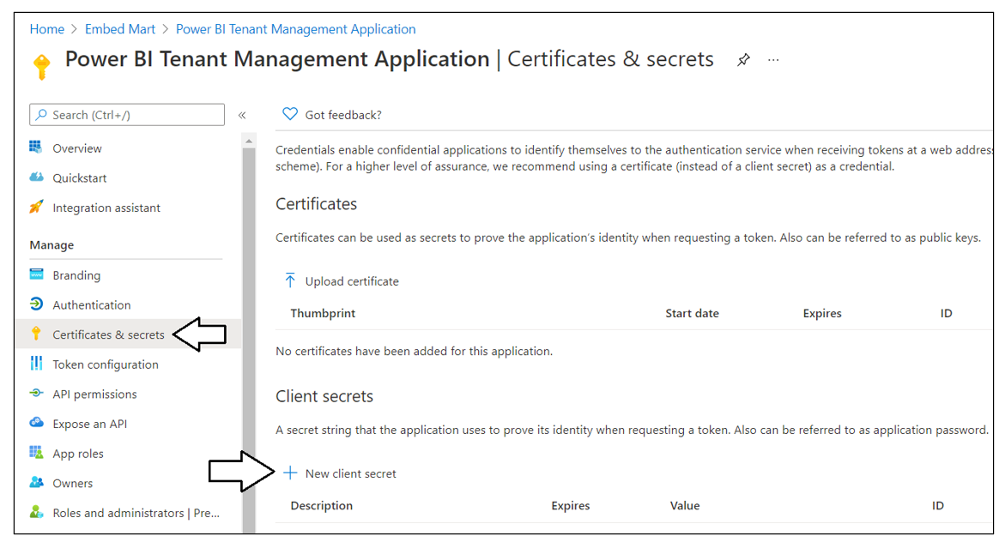 Home > Embed Mart > Power BI Tenant Management Application
Power BI Tenant Management Application | Certificates & secrets
Search (Ctrl+/)
Overview
Quickstart
Integration assistant
Manage
Branding
Authentication
Certificates & secrets
Token configuration
API permissions
Expose an API
App roles
Owners
Roles and administrators | Pre...
Got feedback?
Credentials enable confidential applications to identify themselves to the authentication service when receiving tokens at a web addres
scheme). For a higher level of assurance, we recommend using a certificate (instead of a client secret) as a credential.
Certificates
Certificates can be used as secrets to prove the application's identity when requesting a token. Also can be referred to as public keys.
Upload certificate
Thumbprint Start date Expires ID
No certificates have been added for this application.
Client secrets
A secret string that the application uses to prove its identity when requesting a token. Also can be referred to as application password.
New client secret
Description Expires Value ID